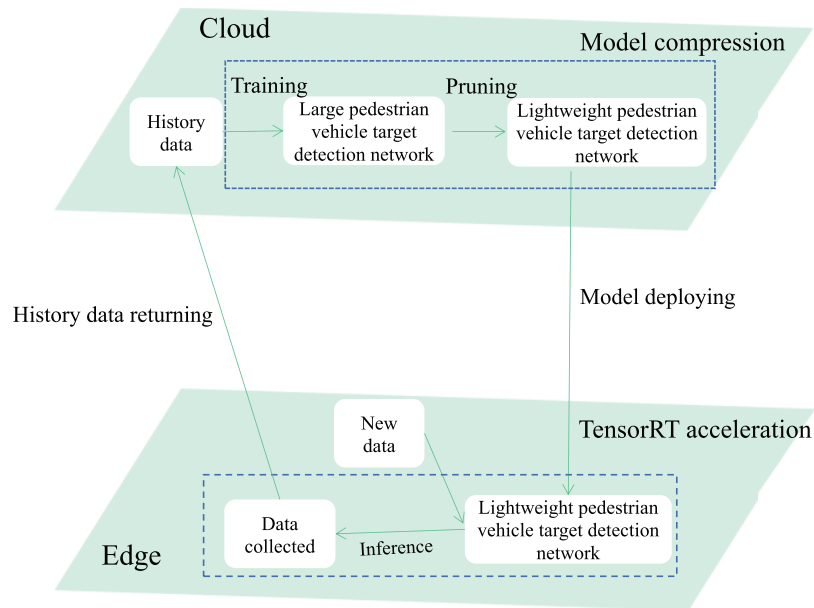 Cloud
Model compression
Training
Pruning
History
data
Large pedestrian
vehicle target
detection network
Lightweight pedestrian
vehicle target detection
network
History data returning
Model deploying
New
data
TensorRT acceleration
Data
collected
Inference
Lightweight pedestrian
vehicle target detection
network
Edge